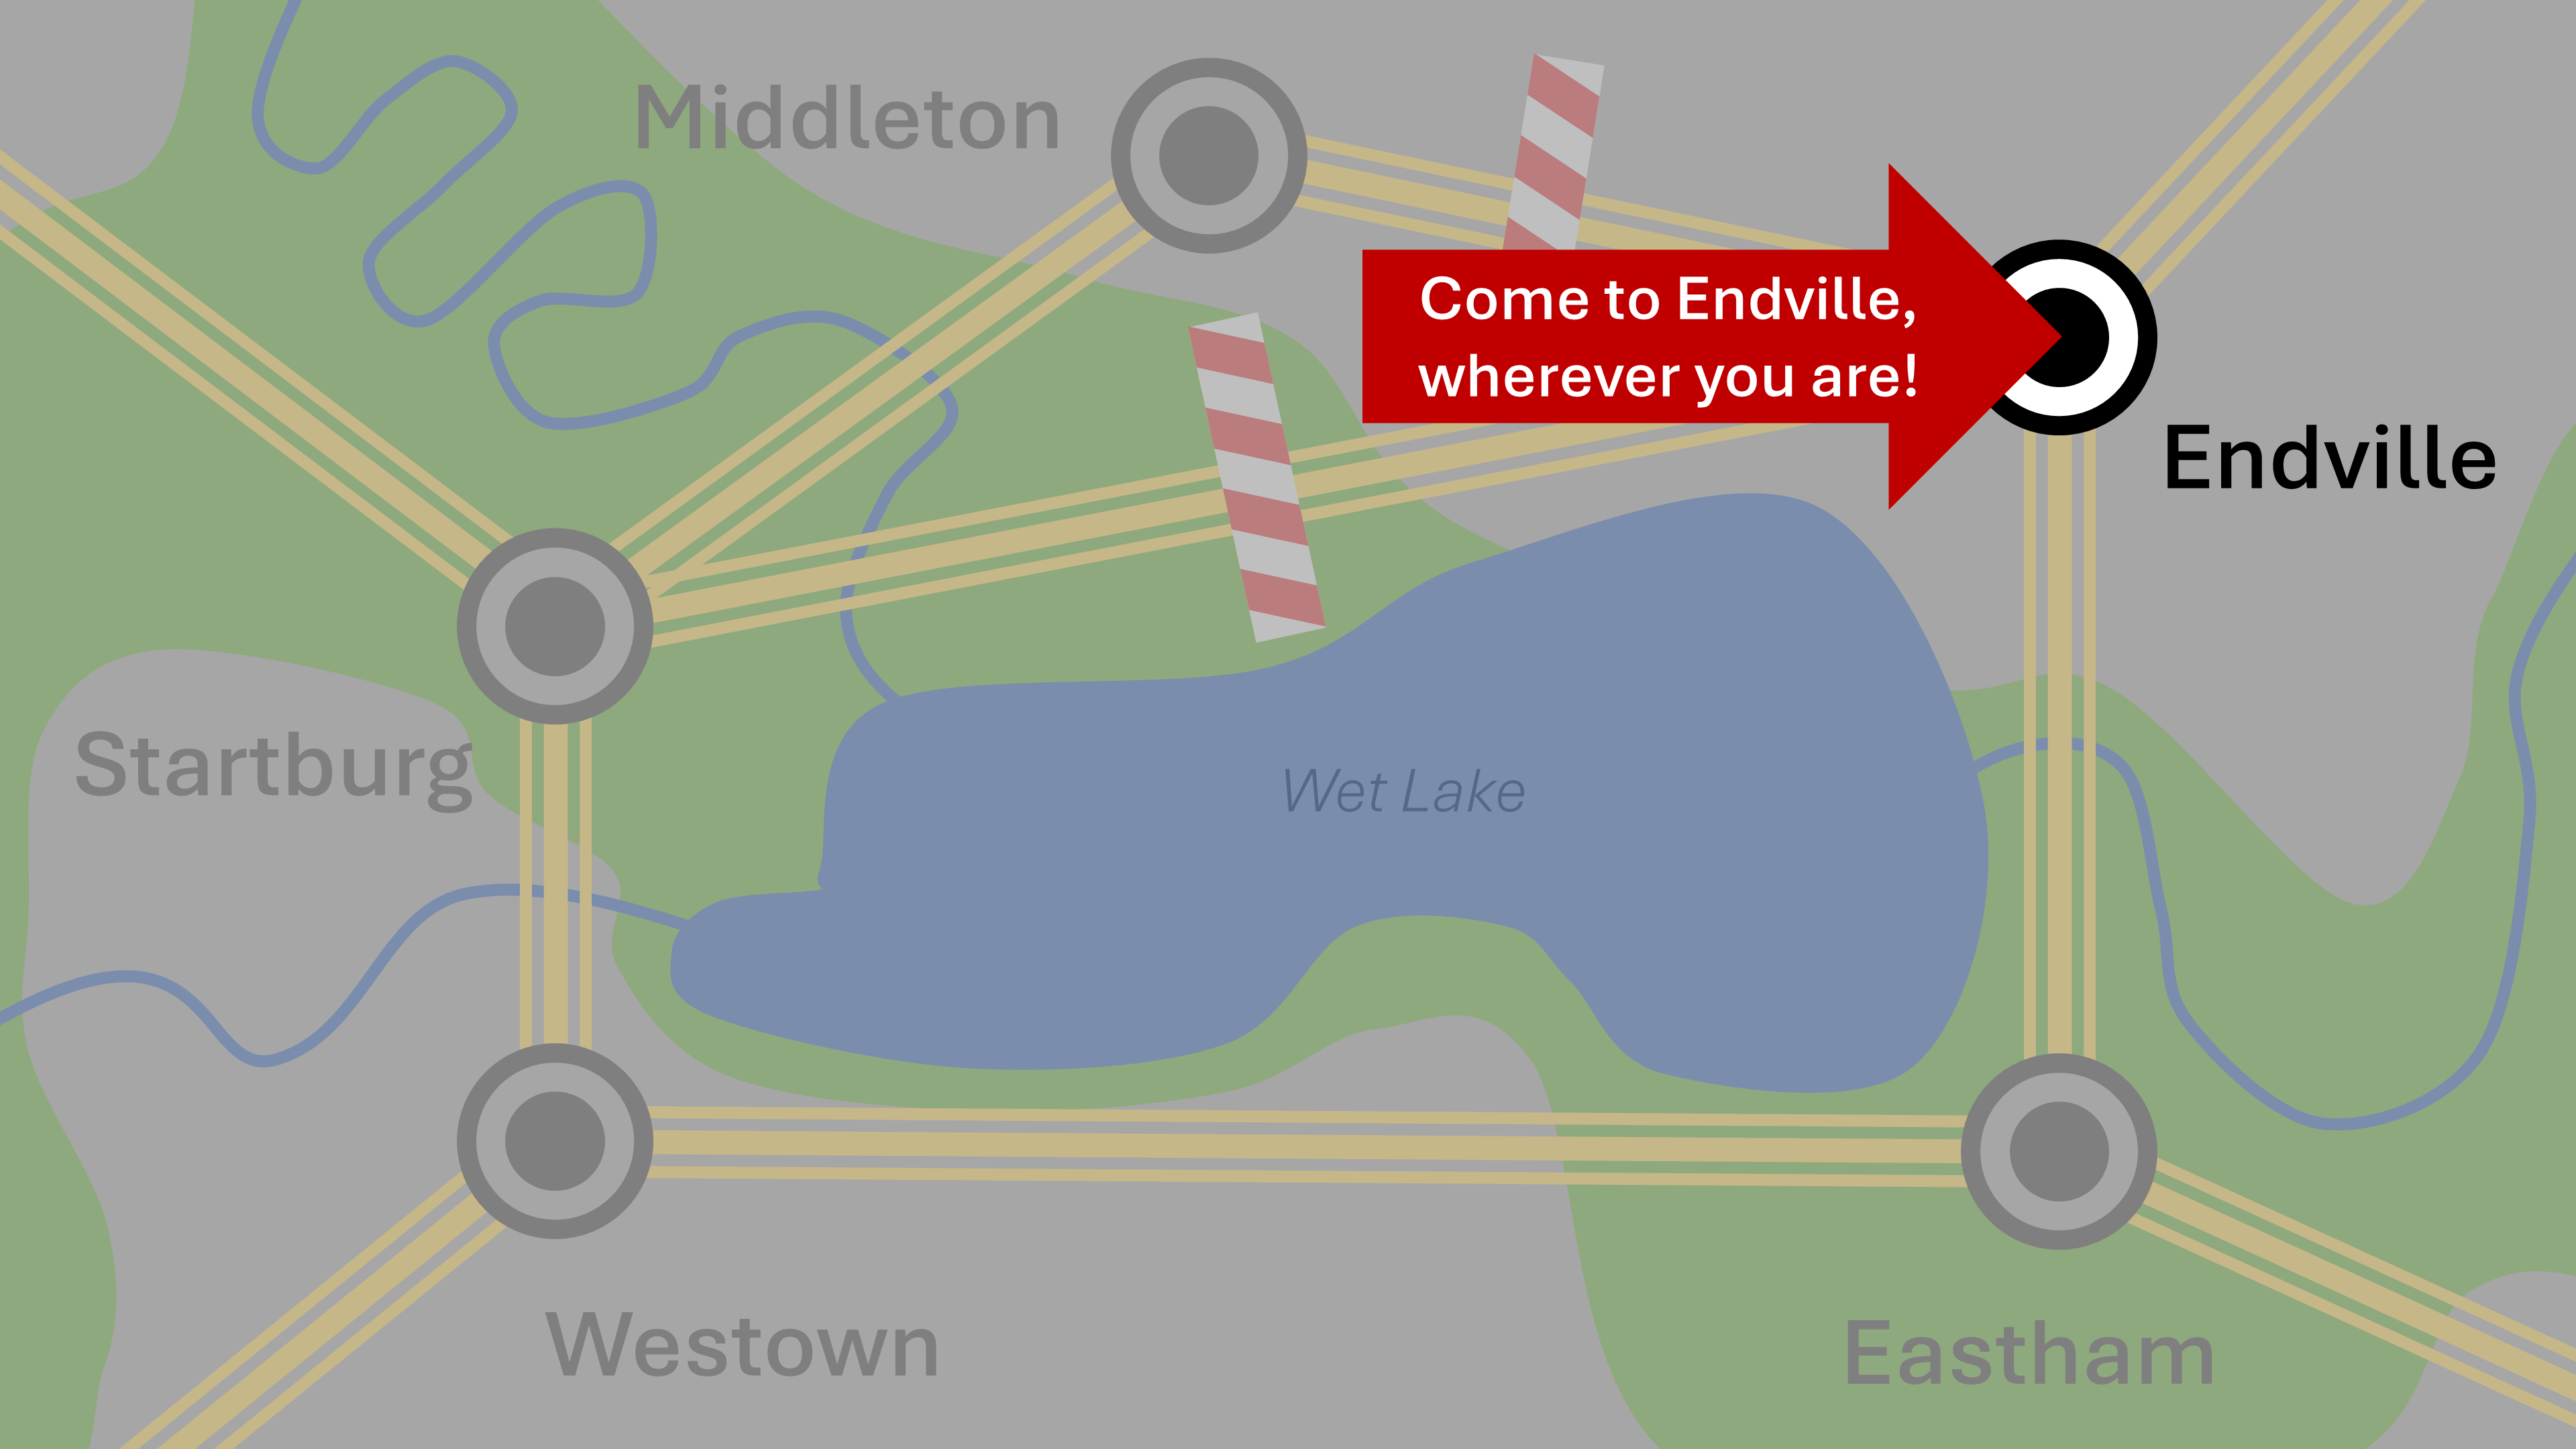 Middleton
Come to Endville,
wherever you are!
Endville
Startburg
Wet Lake
Westown
Eastham